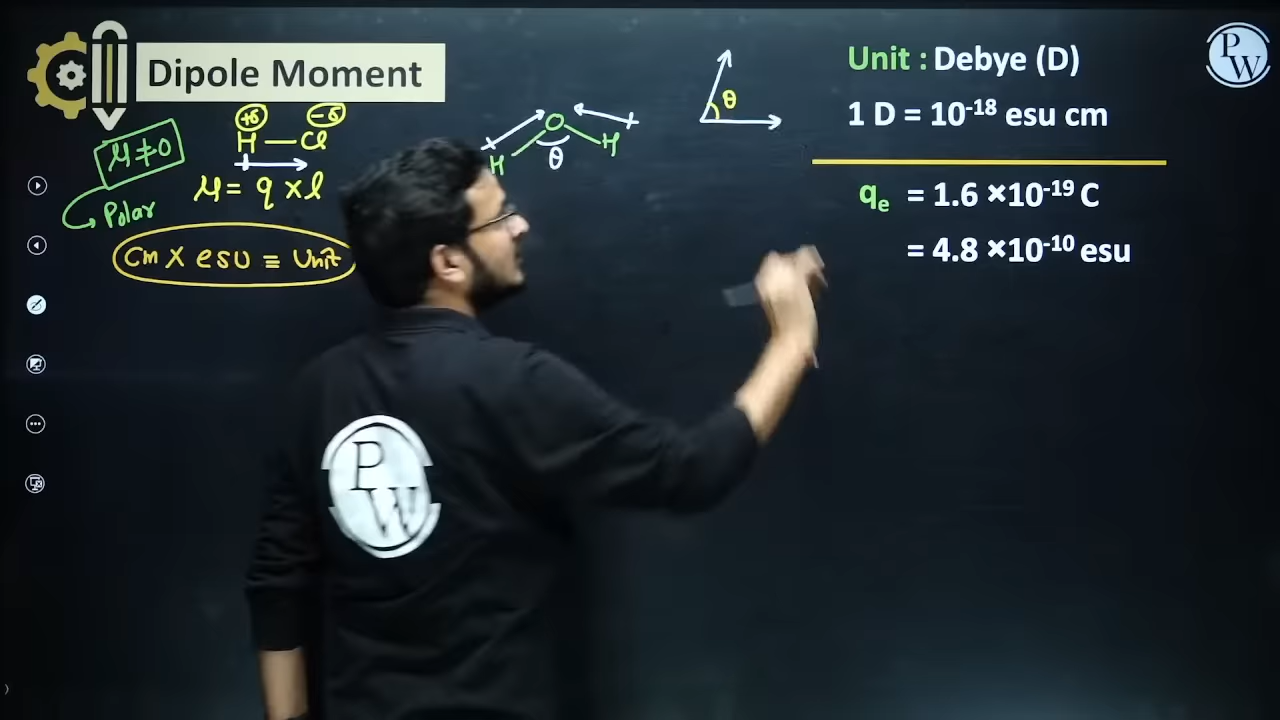 Dipole Moment
+δ −δ
H — Cl
μ ≠ 0
Polar
μ = q × l
Cm × esu ≡ Unit
O
H H
θ
θ
Unit : Debye (D)
1 D = 10⁻¹⁸ esu cm
qₑ = 1.6 ×10⁻¹⁹ C
= 4.8 ×10⁻¹⁰ esu
P
W
P
W